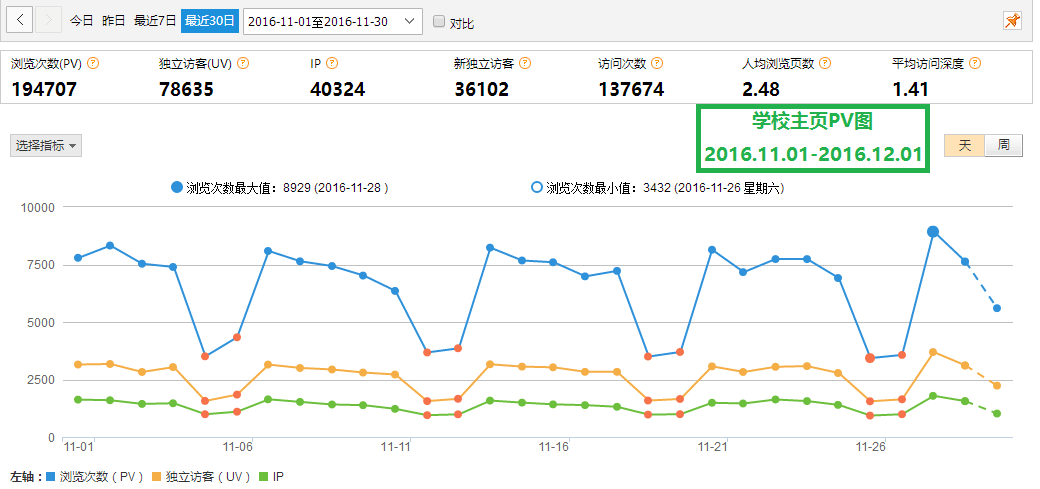 今日 昨日 最近7日 最近30日 2016-11-01至2016-11-30 对比
浏览次数(PV) ? 独立访客(UV) ? IP ? 新独立访客 ? 访问次数 ? 人均浏览页数 ? 平均访问深度 ?
194707 78635 40324 36102 137674 2.48 1.41
学校主页PV图
2016.11.01-2016.12.01
选择指标 天 周
浏览次数最大值：8929 (2016-11-28 ) 浏览次数最小值：3432 (2016-11-26 星期六)
10000
7500
5000
2500
0
11-01 11-06 11-11 11-16 11-21 11-26
左轴： 浏览次数（PV） 独立访客（UV） IP